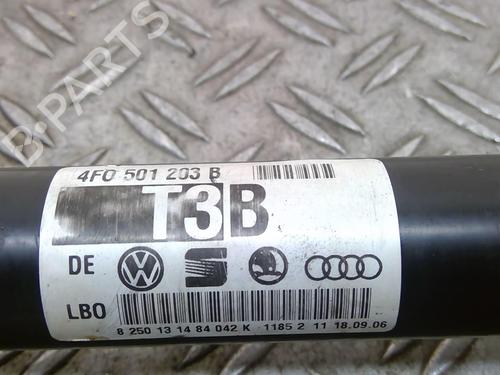 B-PARTS
4F0 501 203 B
T3B
DE
LBO
8 250 13 14 84 042 K 1185 2 11 18.09.06